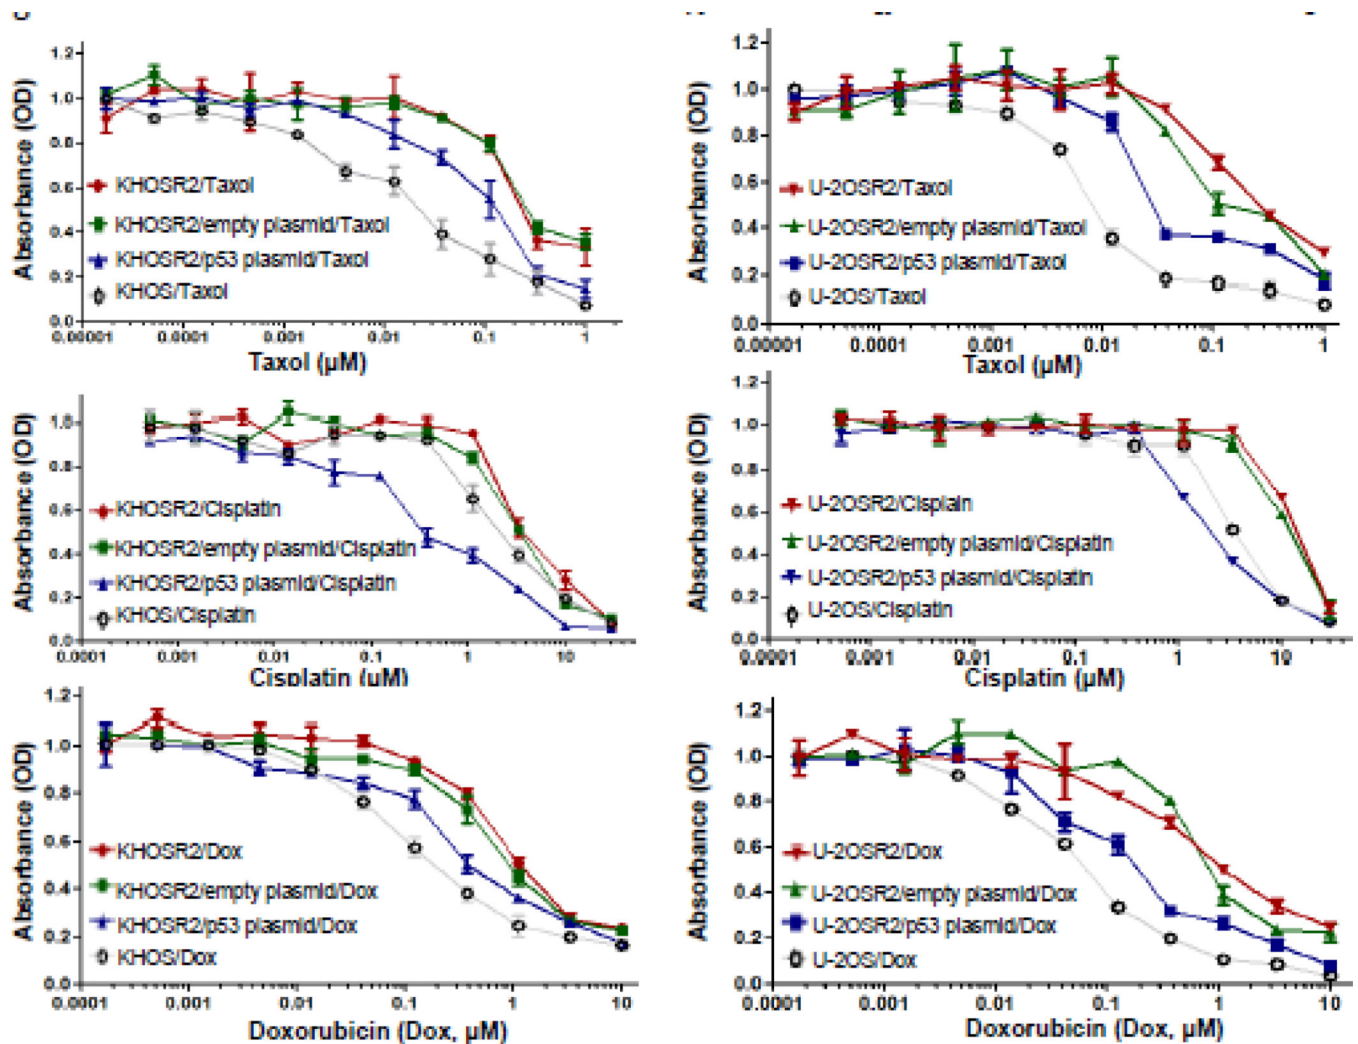 1.2
1.0
0.8
0.6
0.4
0.2
0.0
Absorbance (OD)
KHOSR2/Taxol
KHOSR2/empty plasmid/Taxol
KHOSR2/p53 plasmid/Taxol
KHOS/Taxol
0.00001 0.0001 0.001 0.01 0.1 1
Taxol (µM)
1.2
1.0
0.8
0.6
0.4
0.2
0.0
Absorbance (OD)
U-2OSR2/Taxol
U-2OSR2/empty plasmid/Taxol
U-2OSR2/p53 plasmid/Taxol
U-2OS/Taxol
0.00001 0.0001 0.001 0.01 0.1 1
Taxol (µM)
1.2
1.0
0.8
0.6
0.4
0.2
0.0
Absorbance (OD)
KHOSR2/Cisplatin
KHOSR2/empty plasmid/Cisplatin
KHOSR2/p53 plasmid/Cisplatin
KHOS/Cisplatin
0.0001 0.001 0.01 0.1 1 10
Cisplatin (µM)
1.2
1.0
0.8
0.6
0.4
0.2
0.0
Absorbance (OD)
U-2OSR2/Cisplain
U-2OSR2/empty plasmid/Cisplatin
U-2OSR2/p53 plasmid/Cisplatin
U-2OS/Cisplatin
0.0001 0.001 0.01 0.1 1 10
Cisplatin (µM)
1.2
1.0
0.8
0.6
0.4
0.2
0.0
Absorbance (OD)
KHOSR2/Dox
KHOSR2/empty plasmid/Dox
KHOSR2/p53 plasmid/Dox
KHOS/Dox
0.0001 0.001 0.01 0.1 1 10
Doxorubicin (Dox, µM)
1.2
1.0
0.8
0.6
0.4
0.2
0.0
Absorbance (OD)
U-2OSR2/Dox
U-2OSR2/empty plasmid/Dox
U-2OSR2/p53 plasmid/Dox
U-2OS/Dox
0.0001 0.001 0.01 0.1 1 10
Doxorubicin (Dox, µM)